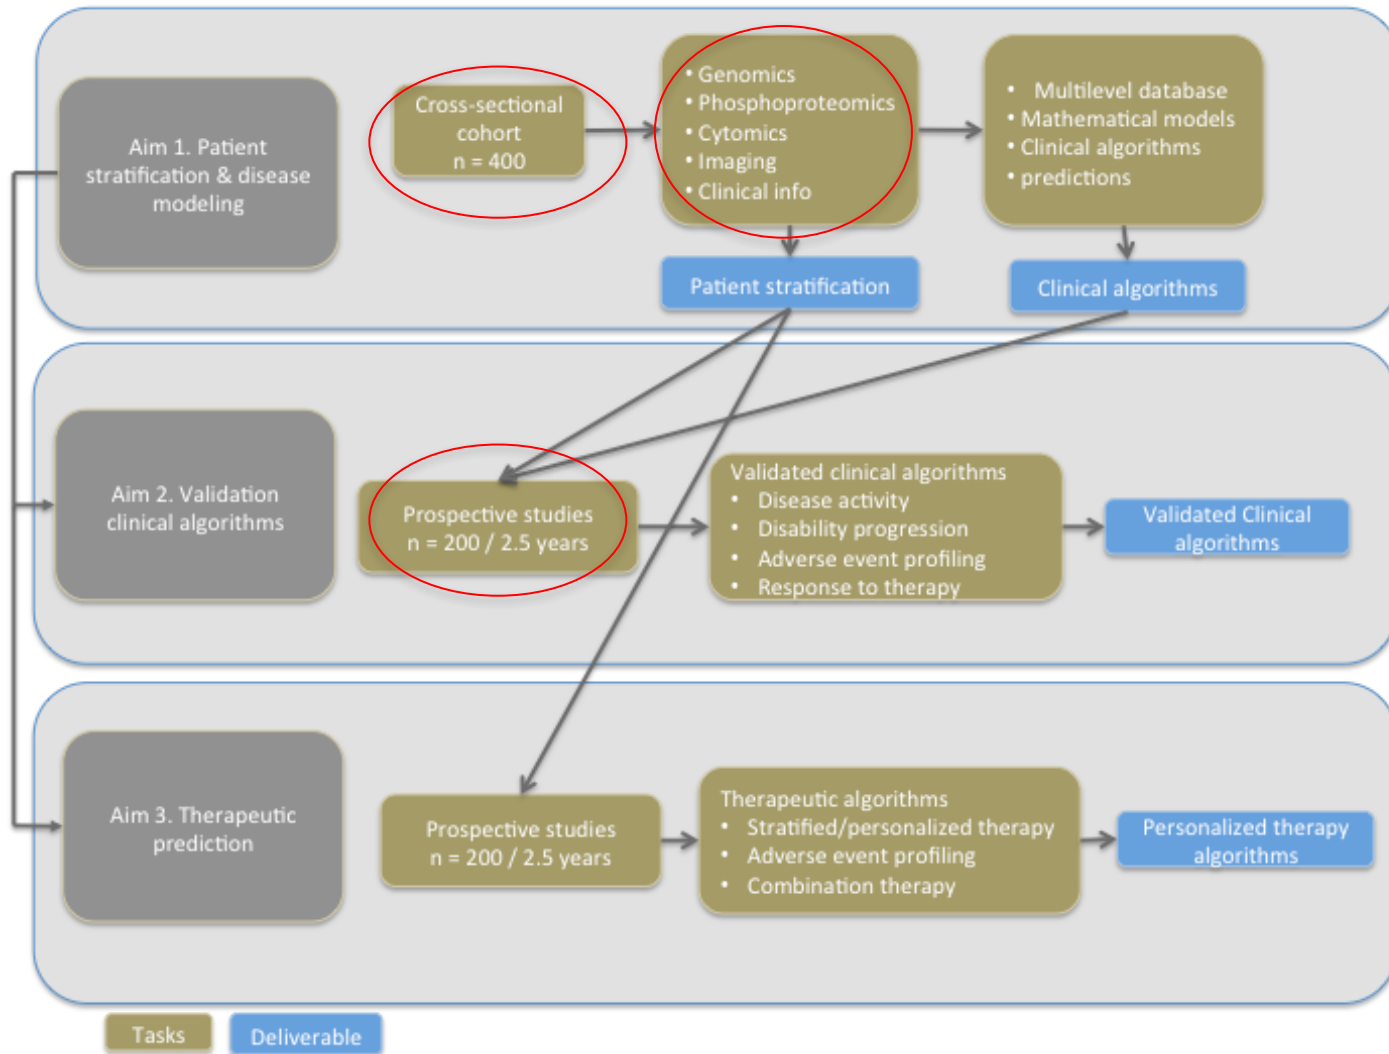 Aim 1. Patient
stratification & disease
modeling
Cross-sectional
cohort
n = 400
• Genomics
• Phosphoproteomics
• Cytomics
• Imaging
• Clinical info
• Multilevel database
• Mathematical models
• Clinical algorithms
• predictions
Patient stratification
Clinical algorithms
Aim 2. Validation
clinical algorithms
Prospective studies
n = 200 / 2.5 years
Validated clinical algorithms
• Disease activity
• Disability progression
• Adverse event profiling
• Response to therapy
Validated Clinical
algorithms
Aim 3. Therapeutic
prediction
Prospective studies
n = 200 / 2.5 years
Therapeutic algorithms
• Stratified/personalized therapy
• Adverse event profiling
• Combination therapy
Personalized therapy
algorithms
Tasks
Deliverable